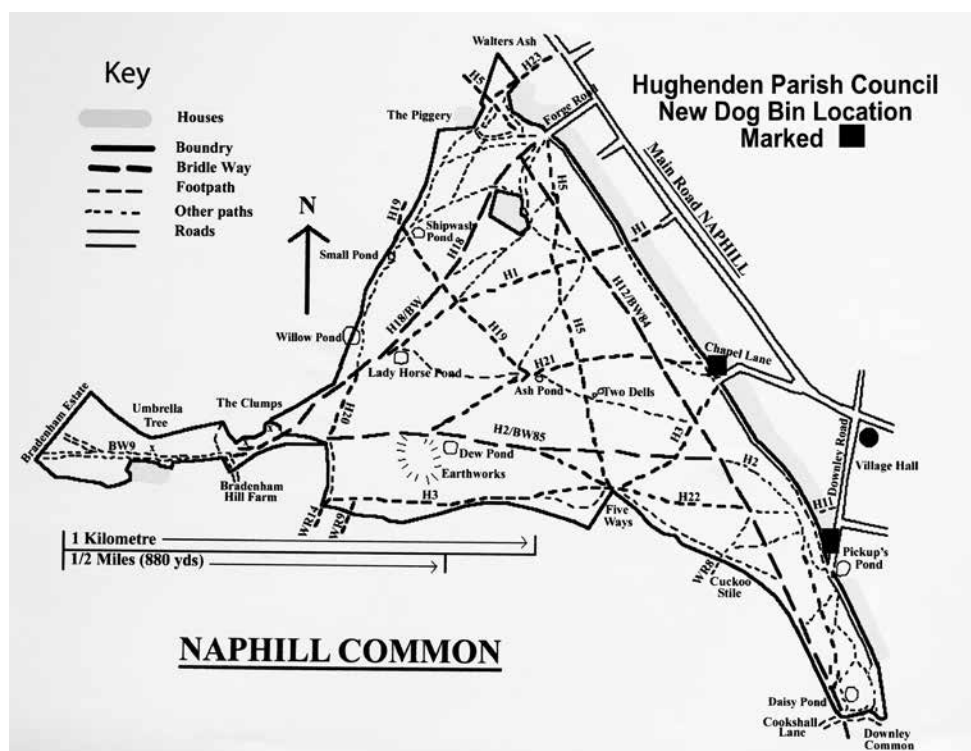 Walters Ash
H5
H23
Key
Houses
Boundry
Bridle Way
Footpath
Other paths
Roads
Hughenden Parish Council
New Dog Bin Location
Marked
The Piggery
Forge Road
Main Road NAPHILL
N
H19
Shipwash
Pond
H18
H5
H1
Small Pond
H1
H12/BW84
H18/BW
H19
H5
Willow Pond
Lady Horse Pond
H21
Ash Pond
Two Dells
Chapel Lane
Bradenham Estate
Umbrella
Tree
The Clumps
H20
H3
BW9
H2/BW85
Dew Pond
Earthworks
H2
Downley Road
Village Hall
Bradenham
Hill Farm
H3
Five
Ways
H22
H11
WR14
WR9
1 Kilometre
1/2 Miles (880 yds)
WR8
Cuckoo
Stile
Pickup's
Pond
NAPHILL COMMON
Daisy Pond
Cookshall
Lane
Downley
Common